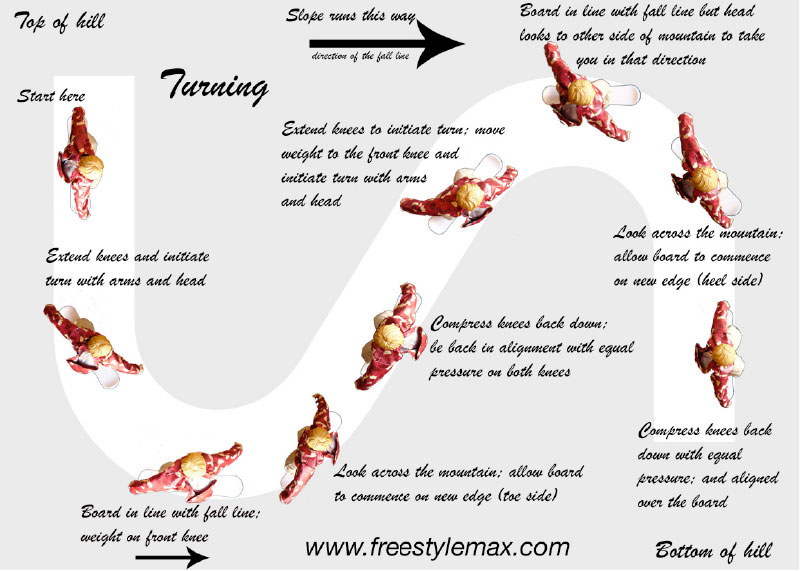 Top of hill
Slope runs this way
direction of the fall line
Board in line with fall line but head
looks to other side of mountain to take
you in that direction
Turning
Start here
Extend knees to initiate turn; move
weight to the front knee and
initiate turn with arms
and head
Look across the mountain;
allow board to commence
on new edge (heel side)
Extend knees and initiate
turn with arms and head
Compress knees back down;
be back in alignment with equal
pressure on both knees
Compress knees back
down with equal
pressure; and aligned
over the board
Look across the mountain; allow board
to commence on new edge (toe side)
Board in line with fall line;
weight on front knee
www.freestylemax.com
Bottom of hill